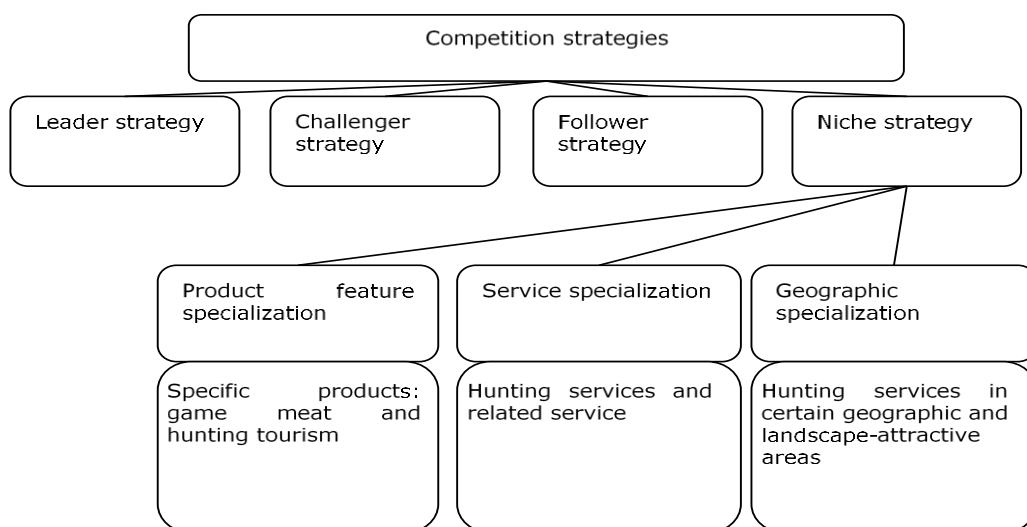 Competition strategies
Leader strategy
Challenger
strategy
Follower
strategy
Niche strategy
Product feature
specialization
Service specialization
Geographic
specialization
Specific products:
game meat and
hunting tourism
Hunting services and
related service
Hunting services in
certain geographic and
landscape-attractive
areas